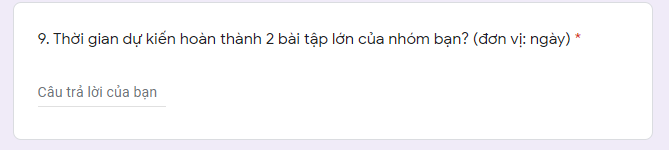 9. Thời gian dự kiến hoàn thành 2 bài tập lớn của nhóm bạn? (đơn vị: ngày) *
Câu trả lời của bạn